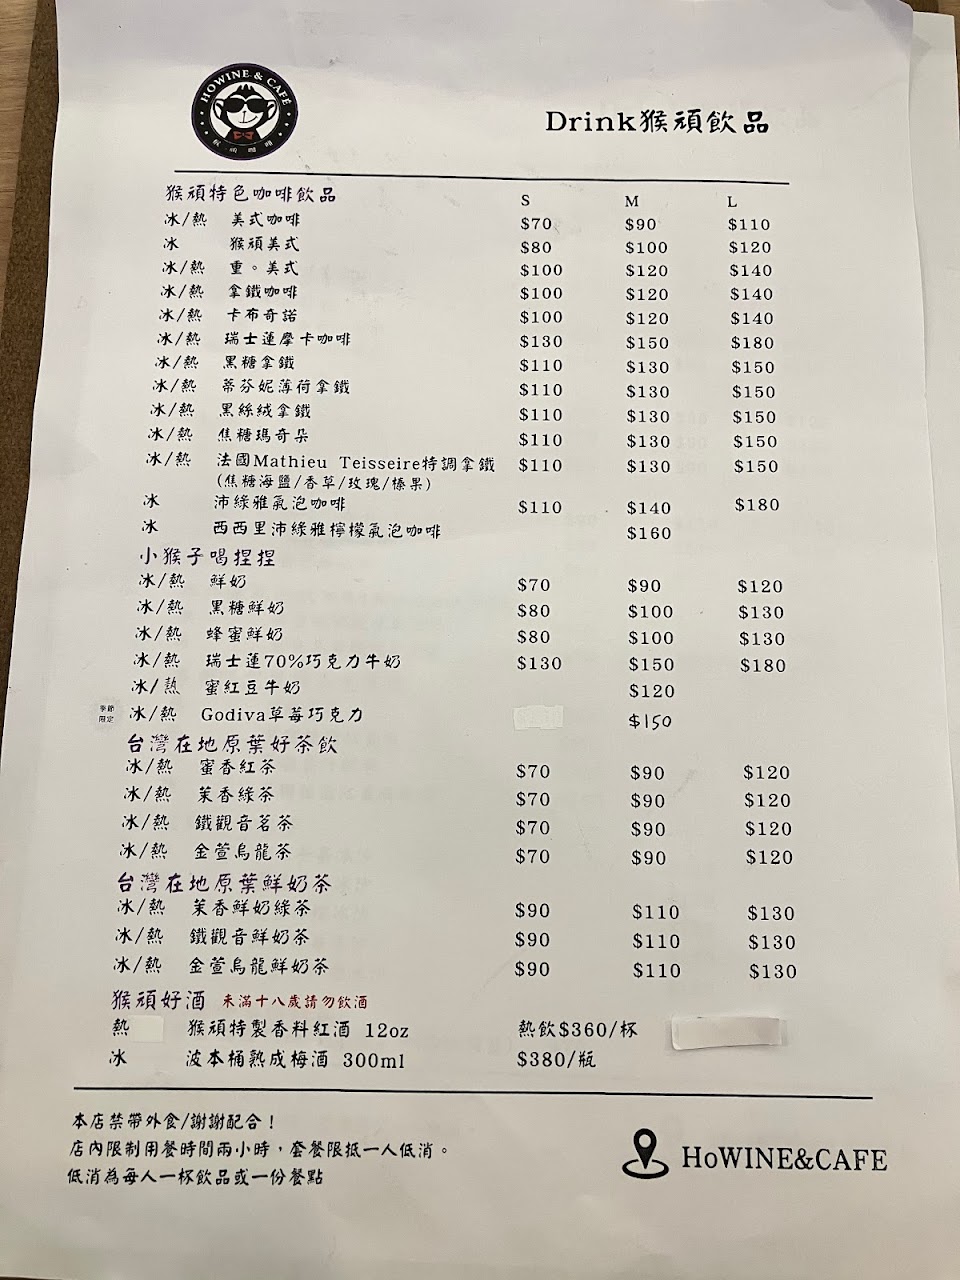 HOWINE & CAFÉ
Drink猴頑飲品
猴頑特色咖啡飲品 S M L
冰/熱 美式咖啡 $70 $90 $110
冰 猴頑美式 $80 $100 $120
冰/熱 重。美式 $100 $120 $140
冰/熱 拿鐵咖啡 $100 $120 $140
冰/熱 卡布奇諾 $100 $120 $140
冰/熱 瑞士蓮摩卡咖啡 $130 $150 $180
冰/熱 黑糖拿鐵 $110 $130 $150
冰/熱 蒂芬妮薄荷拿鐵 $110 $130 $150
冰/熱 黑絲絨拿鐵 $110 $130 $150
冰/熱 焦糖瑪奇朵 $110 $130 $150
冰/熱 法國Mathieu Teisseire特調拿鐵 $110 $130 $150
(焦糖海鹽/香草/玫瑰/榛果)
冰 沛綠雅氣泡咖啡 $110 $140 $180
冰 西西里沛綠雅檸檬氣泡咖啡 $160
小猴子喝捏捏
冰/熱 鮮奶 $70 $90 $120
冰/熱 黑糖鮮奶 $80 $100 $130
冰/熱 蜂蜜鮮奶 $80 $100 $130
冰/熱 瑞士蓮70%巧克力牛奶 $130 $150 $180
冰/熱 蜜紅豆牛奶 $120
季節限定 冰/熱 Godiva草莓巧克力 $150
台灣在地原葉好茶飲
冰/熱 蜜香紅茶 $70 $90 $120
冰/熱 茉香綠茶 $70 $90 $120
冰/熱 鐵觀音茗茶 $70 $90 $120
冰/熱 金萱烏龍茶 $70 $90 $120
台灣在地原葉鮮奶茶
冰/熱 茉香鮮奶綠茶 $90 $110 $130
冰/熱 鐵觀音鮮奶茶 $90 $110 $130
冰/熱 金萱烏龍鮮奶茶 $90 $110 $130
猴頑好酒 未滿十八歲請勿飲酒
熱 猴頑特製香料紅酒 12oz 熱飲$360/杯
冰 波本桶熟成梅酒 300ml $380/瓶
本店禁帶外食/謝謝配合！
店內限制用餐時間兩小時，套餐限抵一人低消。
低消為每人一杯飲品或一份餐點
HoWINE&CAFE